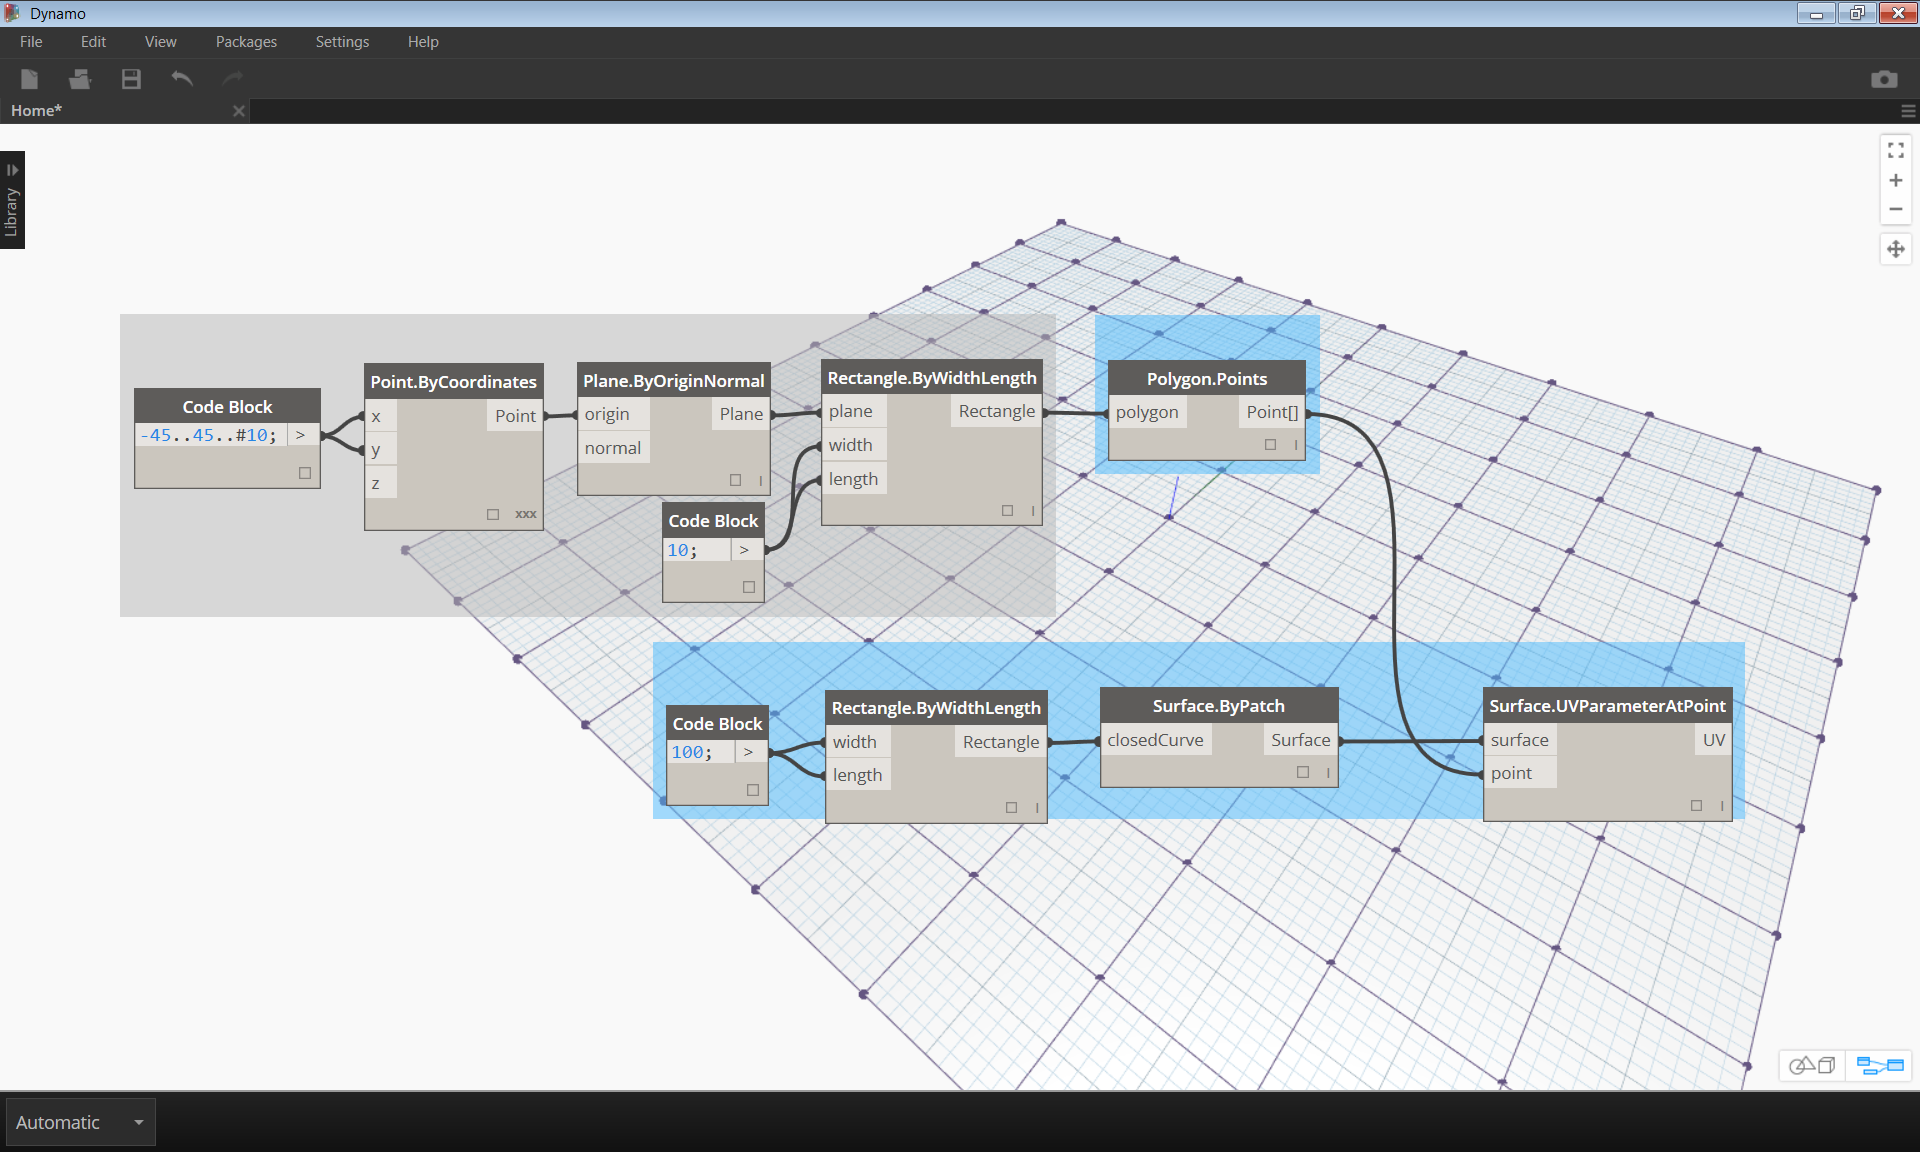 Dynamo
File Edit View Packages Settings Help
Home*
Library
Code Block
-45..45..#10; >
Point.ByCoordinates
x Point
y
z
xxx
Plane.ByOriginNormal
origin Plane
normal
I
Code Block
10; >
Rectangle.ByWidthLength
plane Rectangle
width
length
I
Polygon.Points
polygon Point[]
I
Code Block
100; >
Rectangle.ByWidthLength
width Rectangle
length
I
Surface.ByPatch
closedCurve Surface
I
Surface.UVParameterAtPoint
surface UV
point
I
Automatic